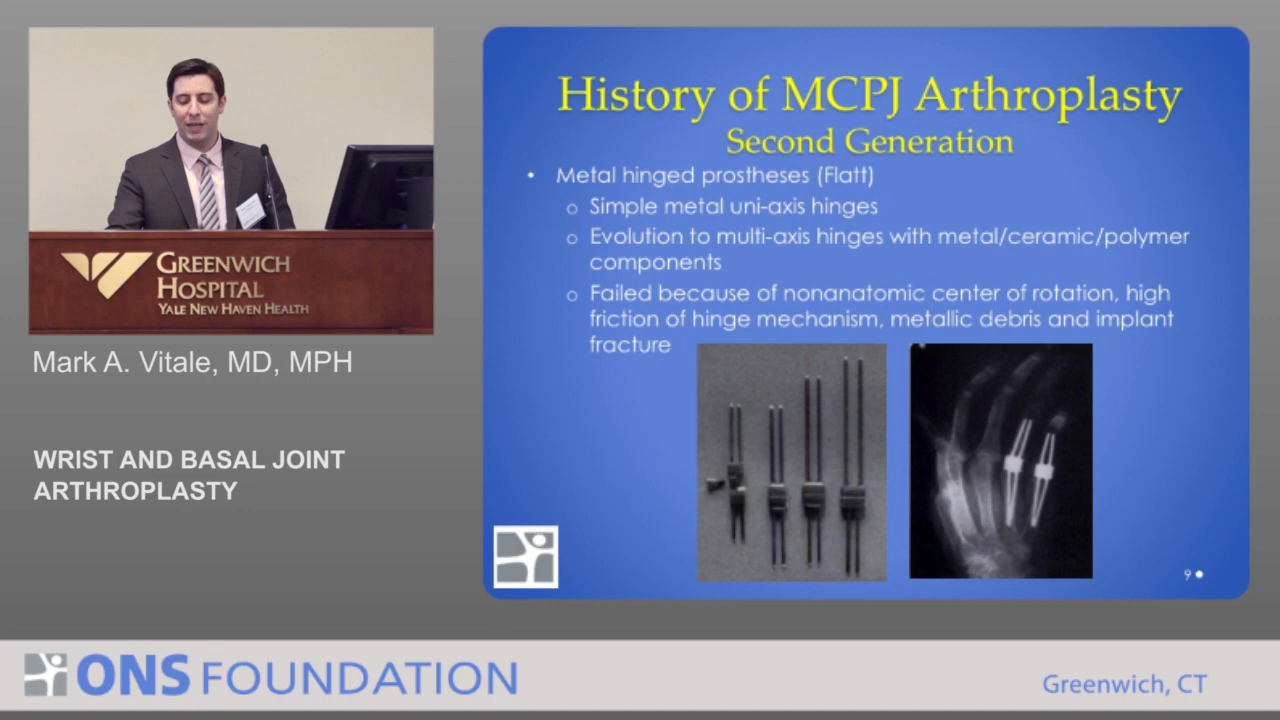 GREENWICH
HOSPITAL
YALE NEW HAVEN HEALTH
Mark A. Vitale, MD, MPH
WRIST AND BASAL JOINT
ARTHROPLASTY
History of MCPJ Arthroplasty
Second Generation
• Metal hinged prostheses (Flatt)
o Simple metal uni-axis hinges
o Evolution to multi-axis hinges with metal/ceramic/polymer
components
o Failed because of nonanatomic center of rotation, high
friction of hinge mechanism, metallic debris and implant
fracture
9 •
ONS FOUNDATION
Greenwich, CT